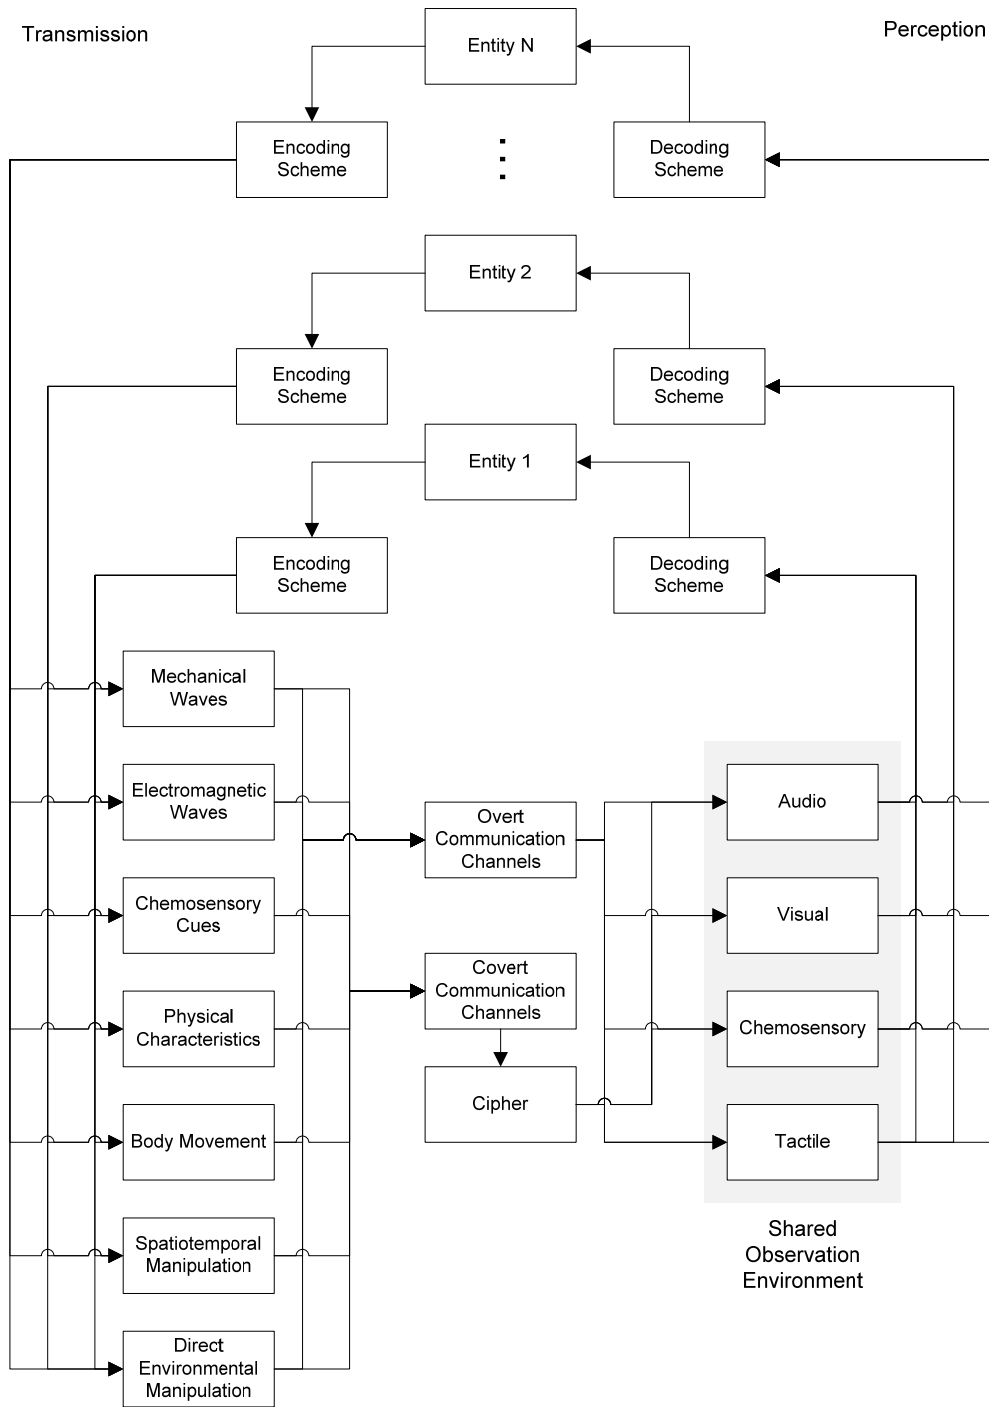 Transmission
Entity N
Perception
Encoding
Scheme
Decoding
Scheme
Entity 2
Encoding
Scheme
Decoding
Scheme
Entity 1
Encoding
Scheme
Decoding
Scheme
Mechanical
Waves
Electromagnetic
Waves
Chemosensory
Cues
Physical
Characteristics
Body Movement
Spatiotemporal
Manipulation
Direct
Environmental
Manipulation
Overt
Communication
Channels
Covert
Communication
Channels
Cipher
Audio
Visual
Chemosensory
Tactile
Shared
Observation
Environment